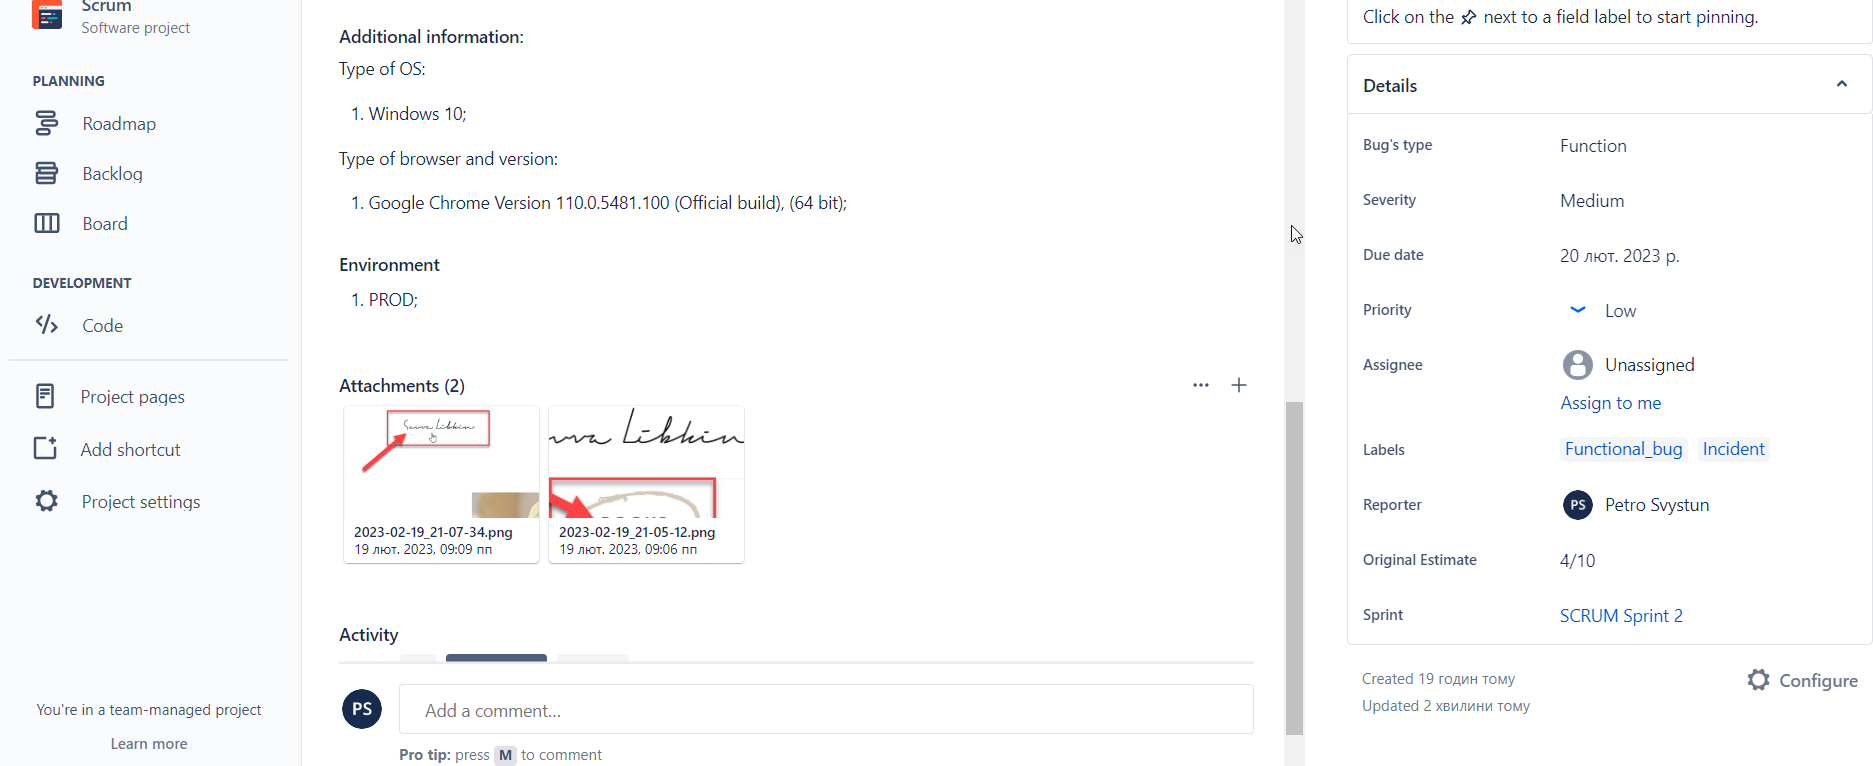 Scrum
Software project
PLANNING
Roadmap
Backlog
Board
DEVELOPMENT
Code
Project pages
Add shortcut
Project settings
You're in a team-managed project
Learn more
Additional information:
Type of OS:
1. Windows 10;
Type of browser and version:
1. Google Chrome Version 110.0.5481.100 (Official build), (64 bit);
Environment
1. PROD;
Attachments (2)
2023-02-19_21-07-34.png
19 лют. 2023, 09:09 пп
2023-02-19_21-05-12.png
19 лют. 2023, 09:06 пп
Activity
PS
Add a comment...
Pro tip: press M to comment
Click on the next to a field label to start pinning.
Details
Bug's type Function
Severity Medium
Due date 20 лют. 2023 р.
Priority Low
Assignee Unassigned
Assign to me
Labels Functional_bug Incident
Reporter PS Petro Svystun
Original Estimate 4/10
Sprint SCRUM Sprint 2
Created 19 годин тому
Configure
Updated 2 хвилини тому